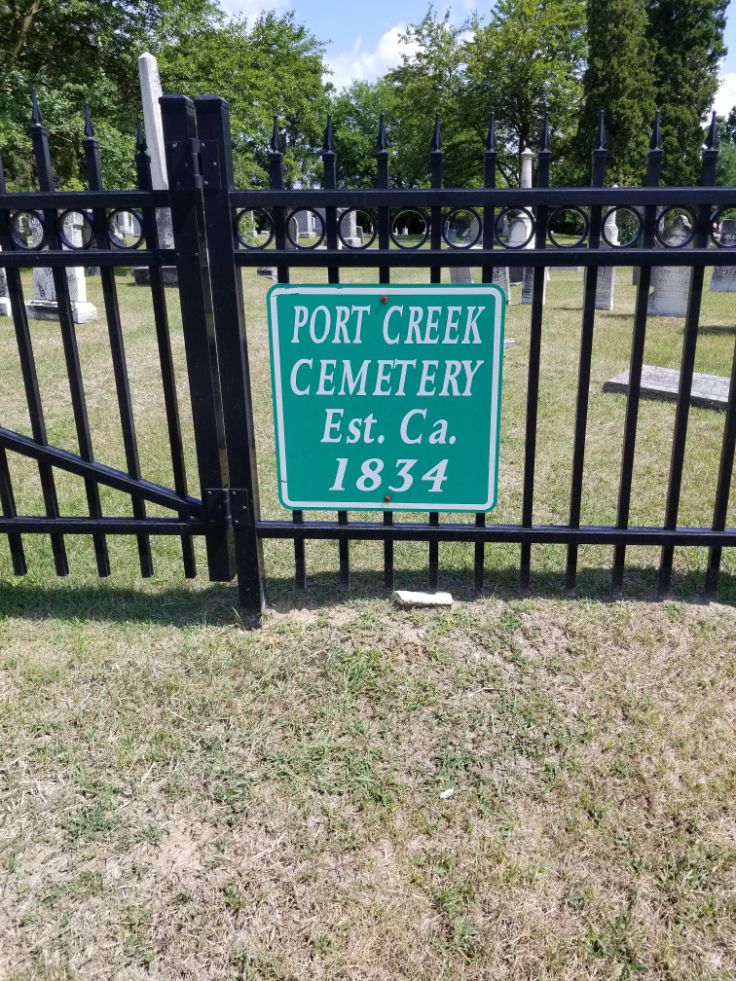 PORT CREEK
CEMETERY
Est. Ca.
1834